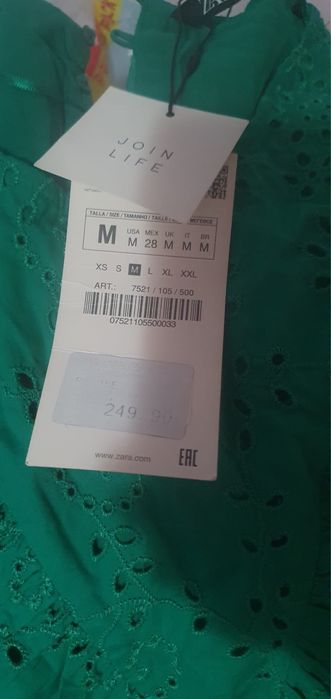 JOIN
LIFE
TALLA / SIZE / TAMANHO / TAILLE /
M
USA MEX UK IT BR
M 28 M M M
XS S M L XL XXL
ART.: 7521 / 105 / 500
07521105500033
249.90
www.zara.com
EAC